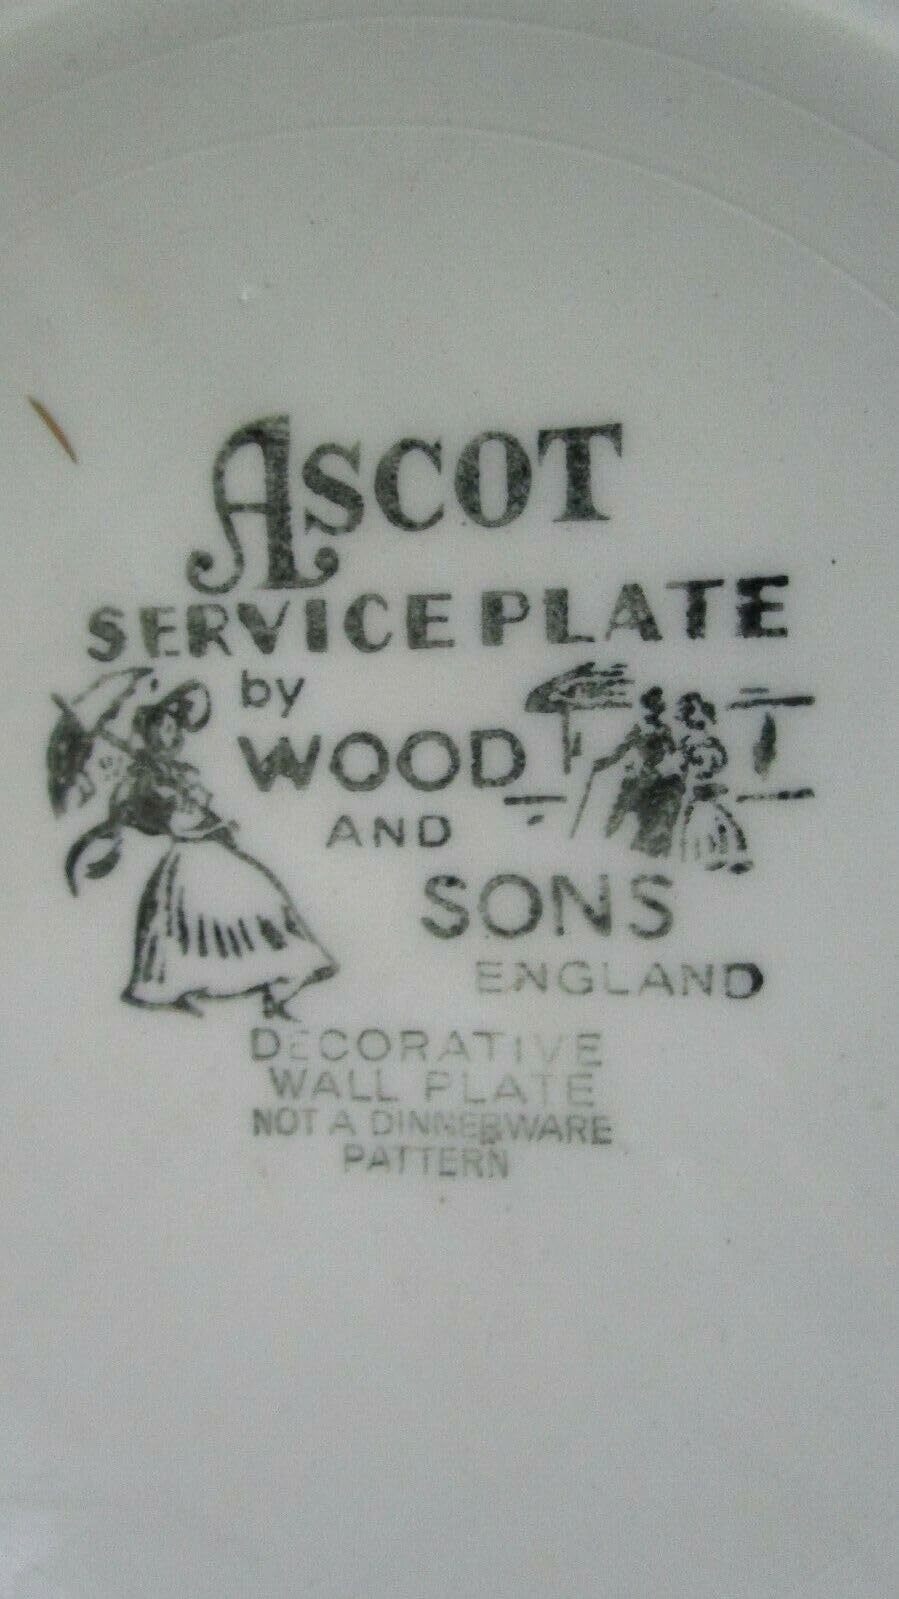 ASCOT
SERVICE PLATE
by
WOOD
AND
SONS
ENGLAND
DECORATIVE
WALL PLATE
NOT A DINNERWARE
PATTERN